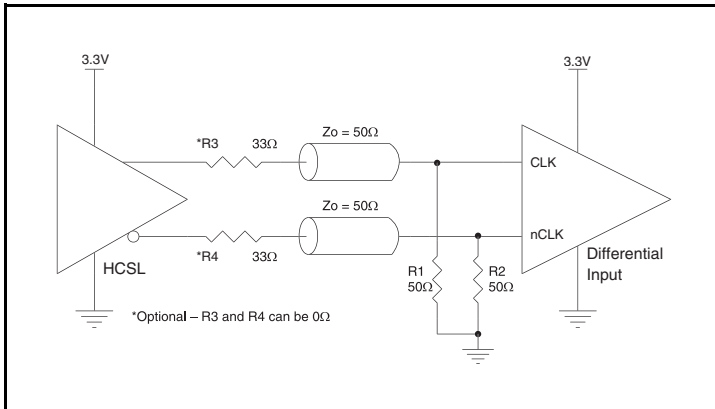 3.3V
3.3V
*R3 33Ω
Zo = 50Ω
CLK
Zo = 50Ω
nCLK
*R4 33Ω
HCSL
R1
50Ω
R2
50Ω
Differential
Input
*Optional – R3 and R4 can be 0Ω